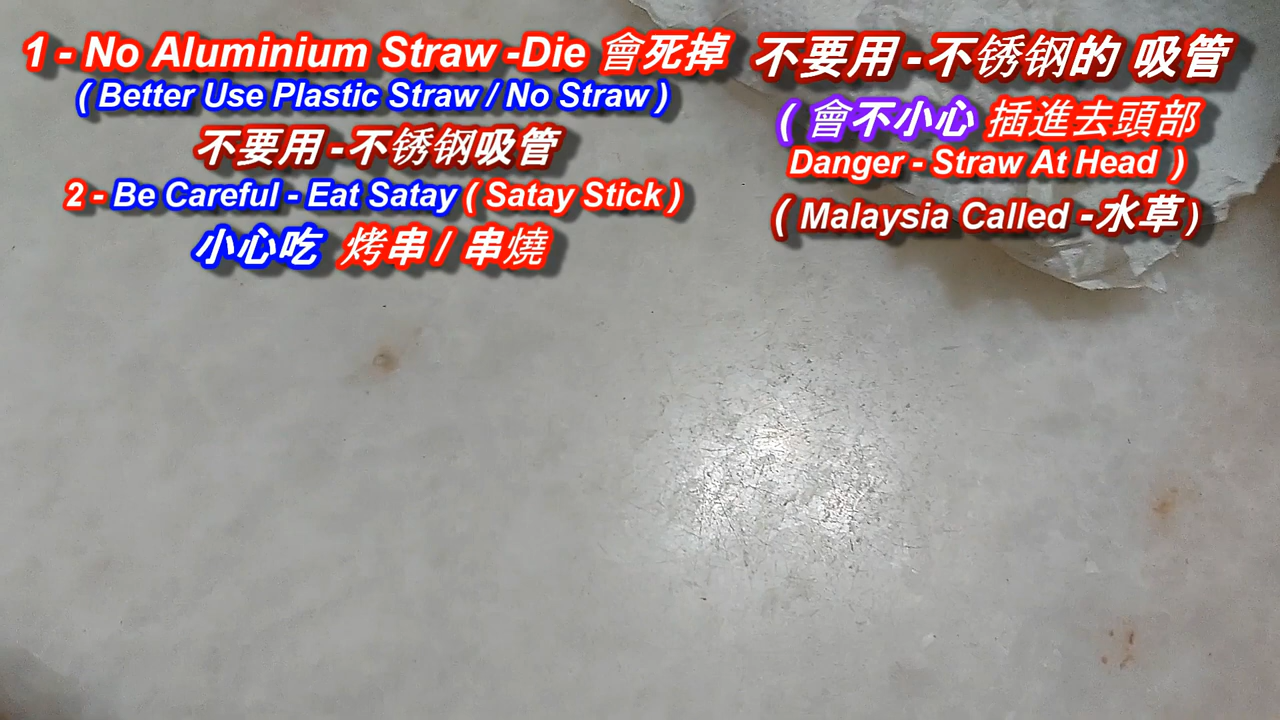 1 - No Aluminium Straw -Die 會死掉
( Better Use Plastic Straw / No Straw )
不要用 -不锈钢吸管
2 - Be Careful - Eat Satay ( Satay Stick )
小心吃 烤串 / 串燒
不要用 -不锈钢的 吸管
( 會不小心 插進去頭部
Danger - Straw At Head )
( Malaysia Called -水草 )